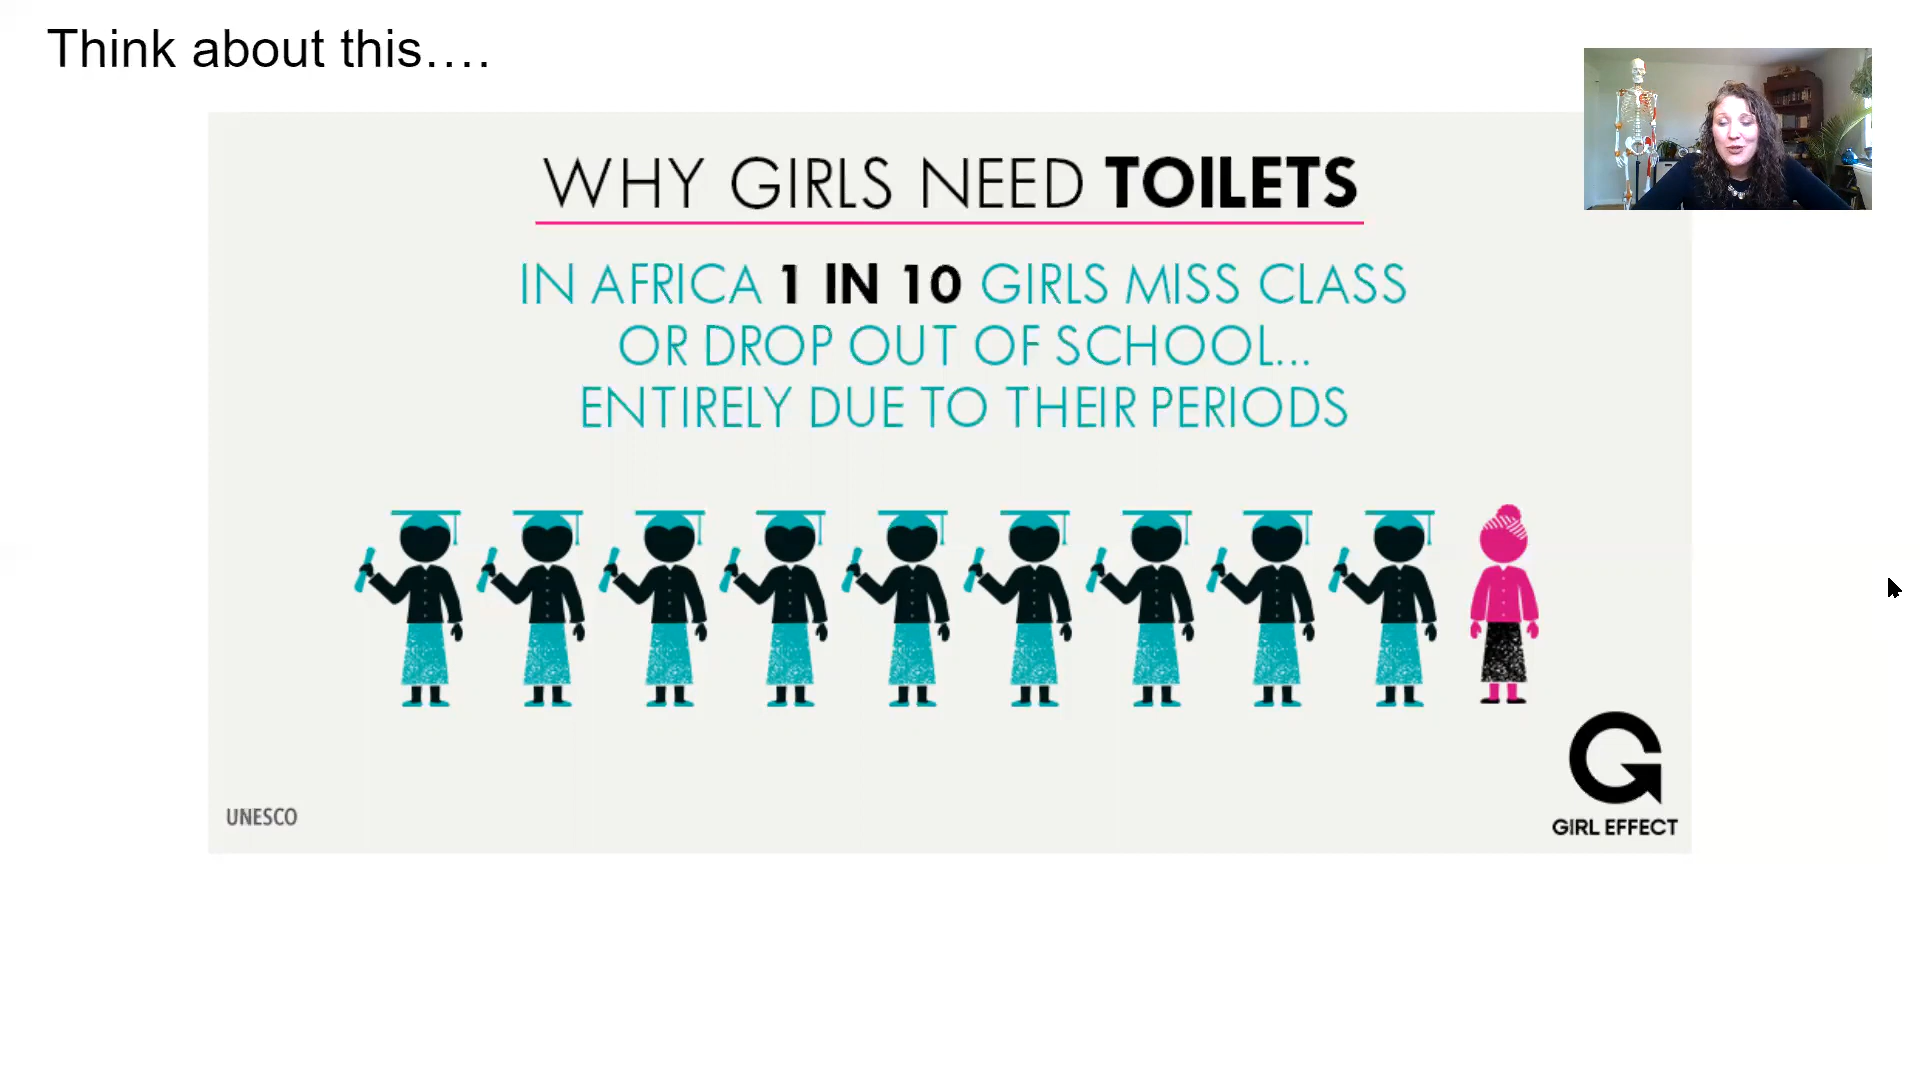 Think about this….
WHY GIRLS NEED TOILETS
IN AFRICA 1 IN 10 GIRLS MISS CLASS
OR DROP OUT OF SCHOOL...
ENTIRELY DUE TO THEIR PERIODS
UNESCO
GIRL EFFECT